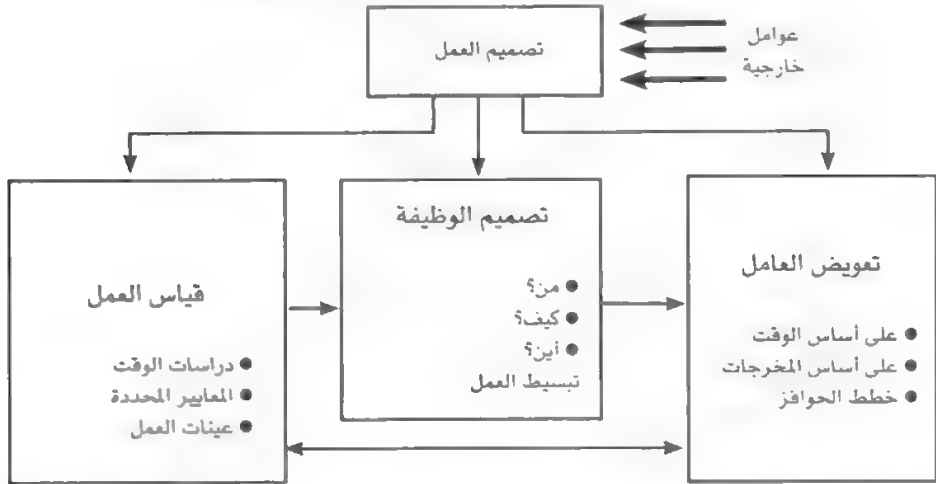 تصميم العمل
عوامل
خارجية
تصميم الوظيفة
● من؟
● كيف؟
● أين؟
تبسيط العمل
تعويض العامل
● على أساس الوقت
● على أساس المخرجات
● خطط الحوافز
قياس العمل
● دراسات الوقت
● المعايير المحددة
● عينات العمل